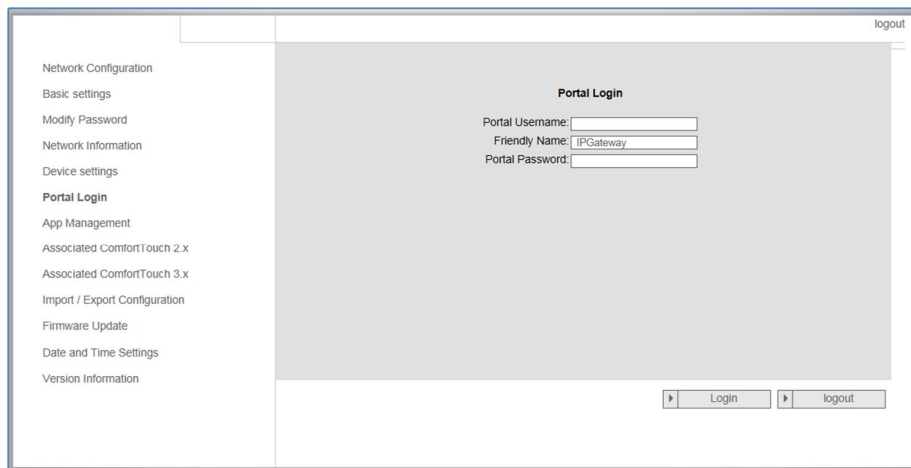 logout
Network Configuration
Basic settings
Modify Password
Network Information
Device settings
Portal Login
App Management
Associated ComfortTouch 2.x
Associated ComfortTouch 3.x
Import / Export Configuration
Firmware Update
Date and Time Settings
Version Information
Portal Login
Portal Username:
Friendly Name: IPGateway
Portal Password:
Login
logout